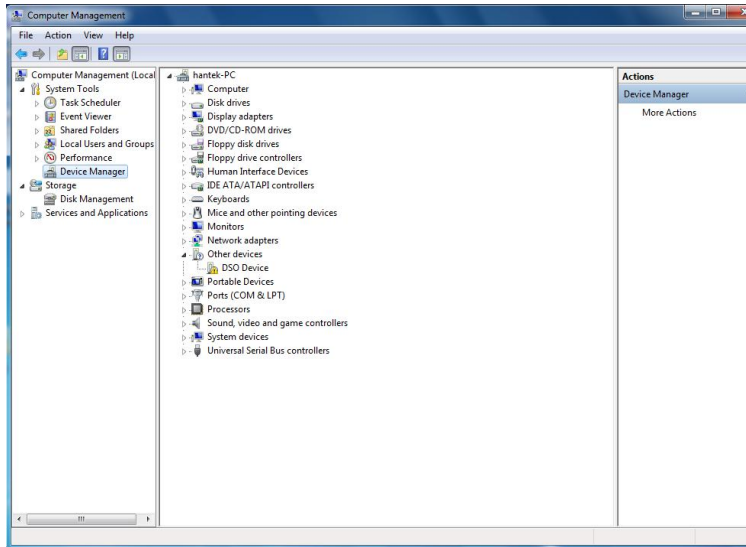 Computer Management
File Action View Help
Computer Management (Local
System Tools
Task Scheduler
Event Viewer
Shared Folders
Local Users and Groups
Performance
Device Manager
Storage
Disk Management
Services and Applications
hantek-PC
Computer
Disk drives
Display adapters
DVD/CD-ROM drives
Floppy disk drives
Floppy drive controllers
Human Interface Devices
IDE ATA/ATAPI controllers
Keyboards
Mice and other pointing devices
Monitors
Network adapters
Other devices
DSO Device
Portable Devices
Ports (COM & LPT)
Processors
Sound, video and game controllers
System devices
Universal Serial Bus controllers
Actions
Device Manager
More Actions